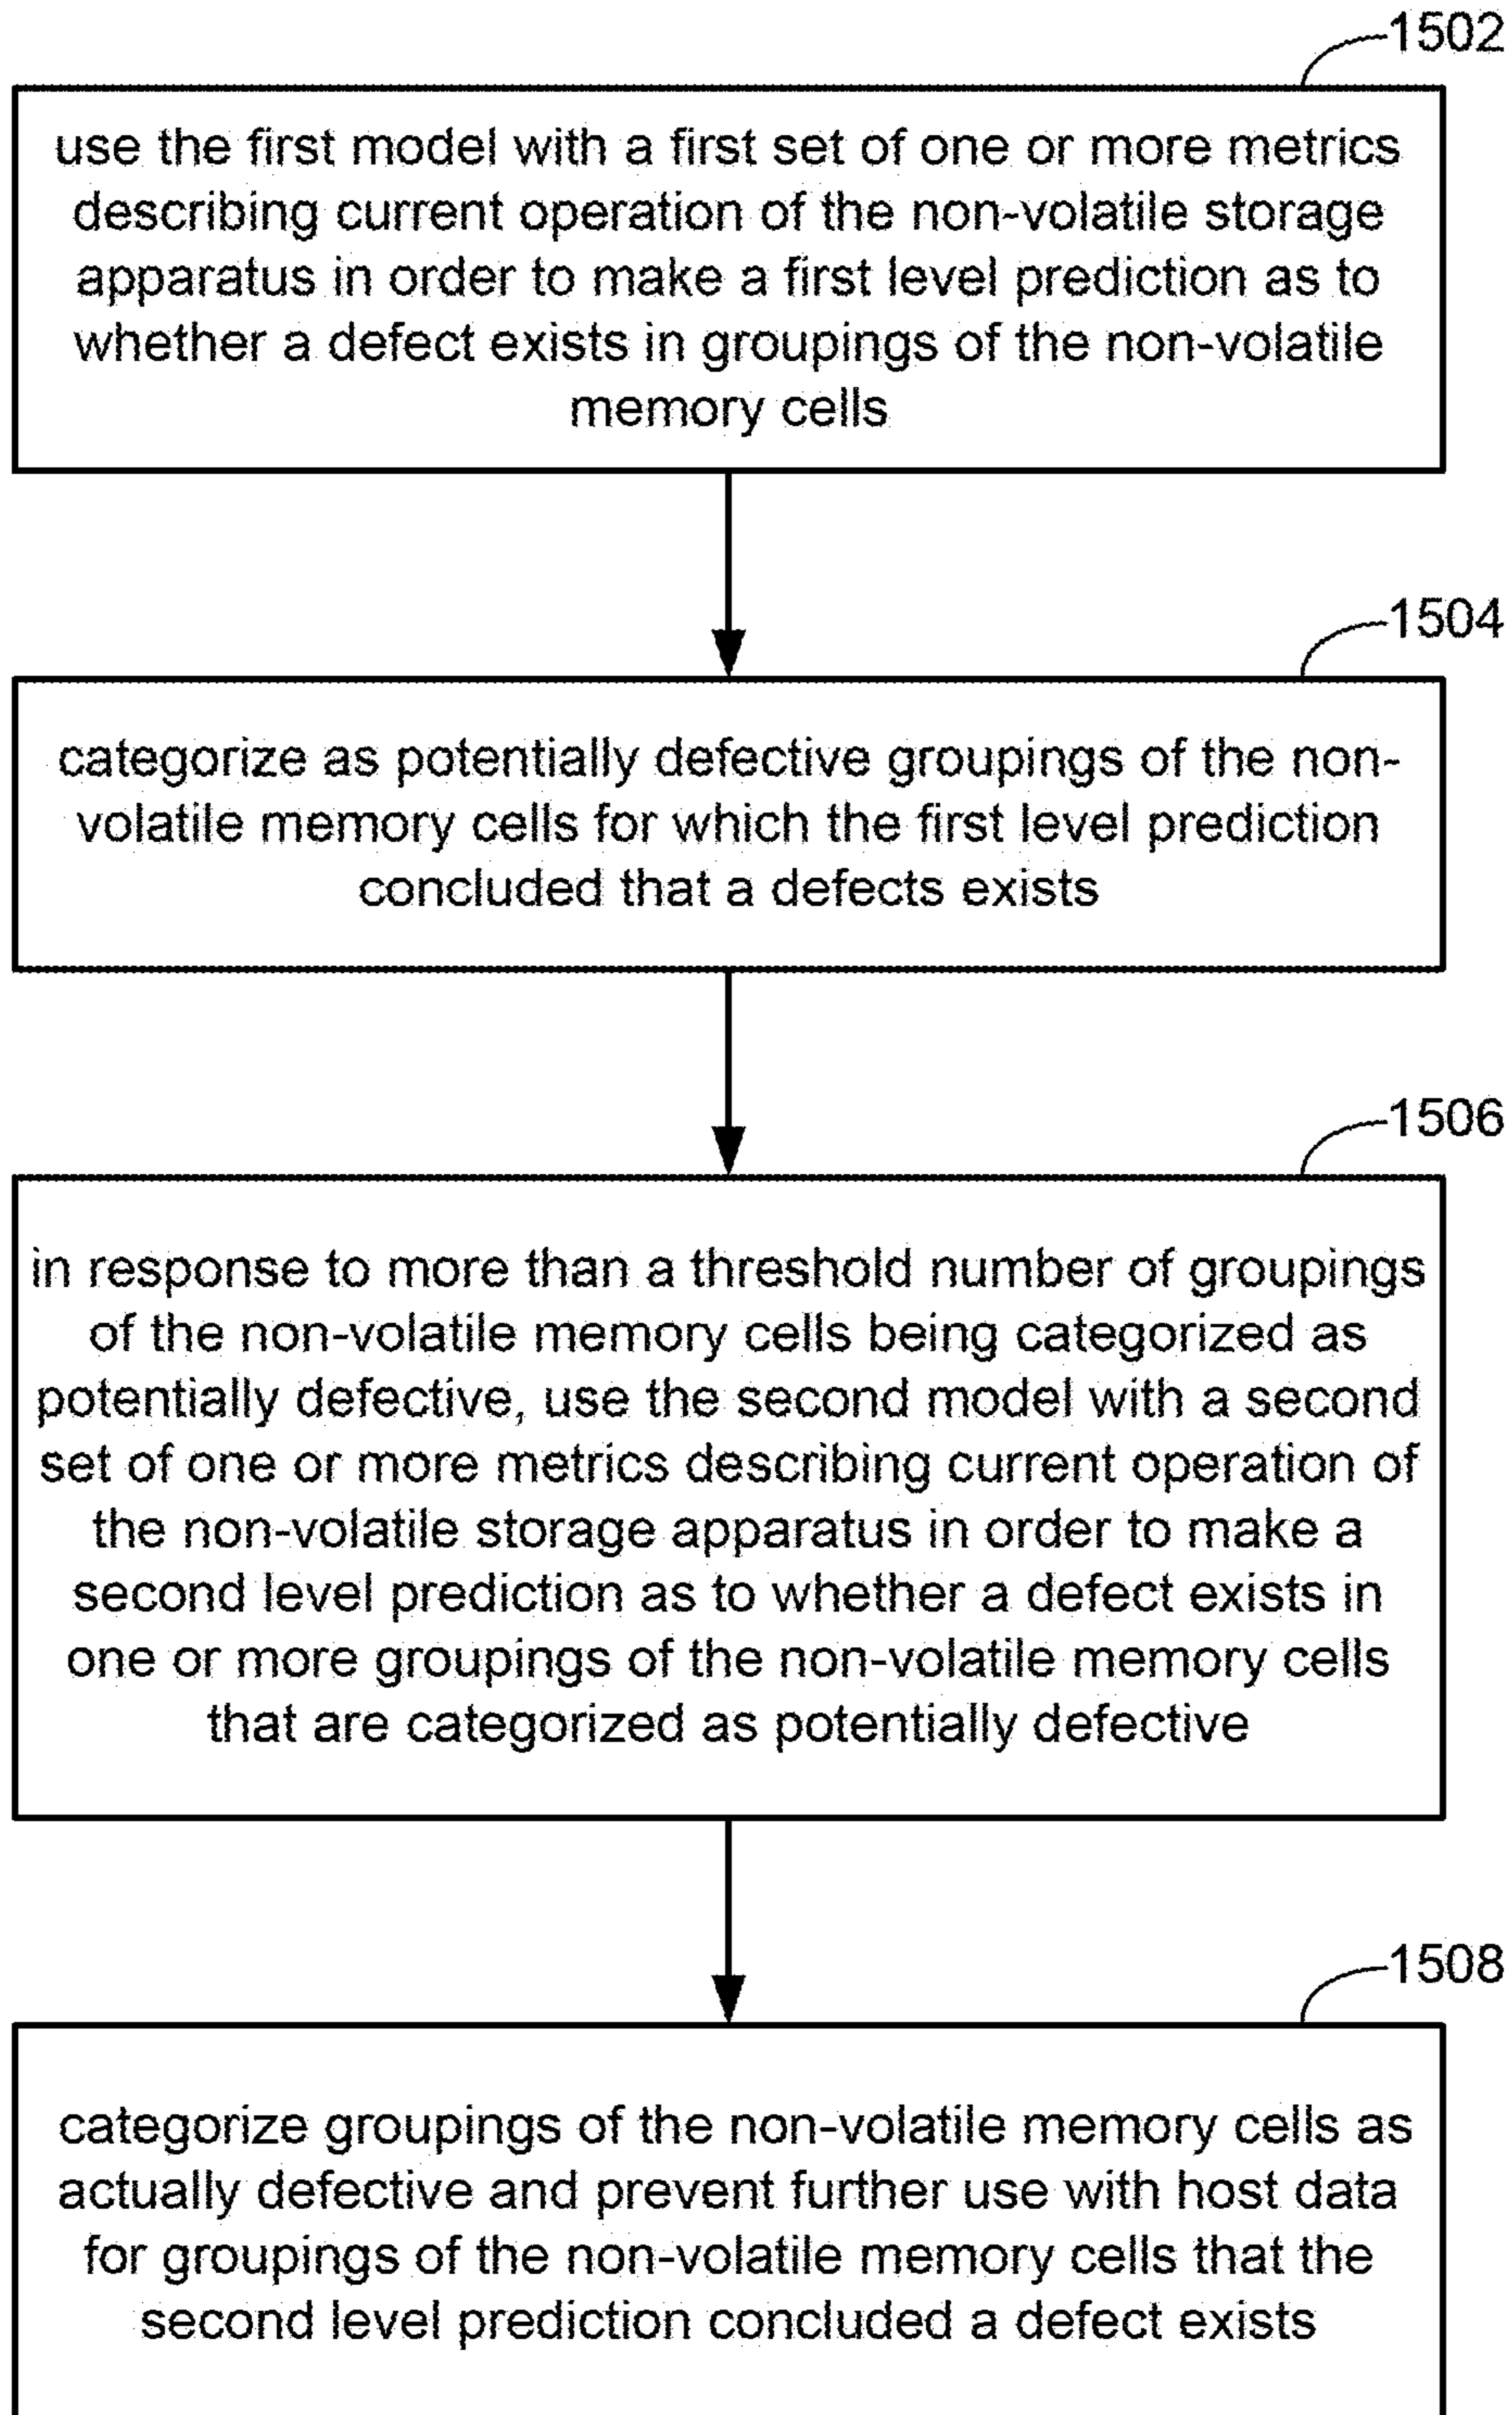 1502
use the first model with a first set of one or more metrics
describing current operation of the non-volatile storage
apparatus in order to make a first level prediction as to
whether a defect exists in groupings of the non-volatile
memory cells
1504
categorize as potentially defective groupings of the non-
volatile memory cells for which the first level prediction
concluded that a defects exists
1506
in response to more than a threshold number of groupings
of the non-volatile memory cells being categorized as
potentially defective, use the second model with a second
set of one or more metrics describing current operation of
the non-volatile storage apparatus in order to make a
second level prediction as to whether a defect exists in
one or more groupings of the non-volatile memory cells
that are categorized as potentially defective
1508
categorize groupings of the non-volatile memory cells as
actually defective and prevent further use with host data
for groupings of the non-volatile memory cells that the
second level prediction concluded a defect exists